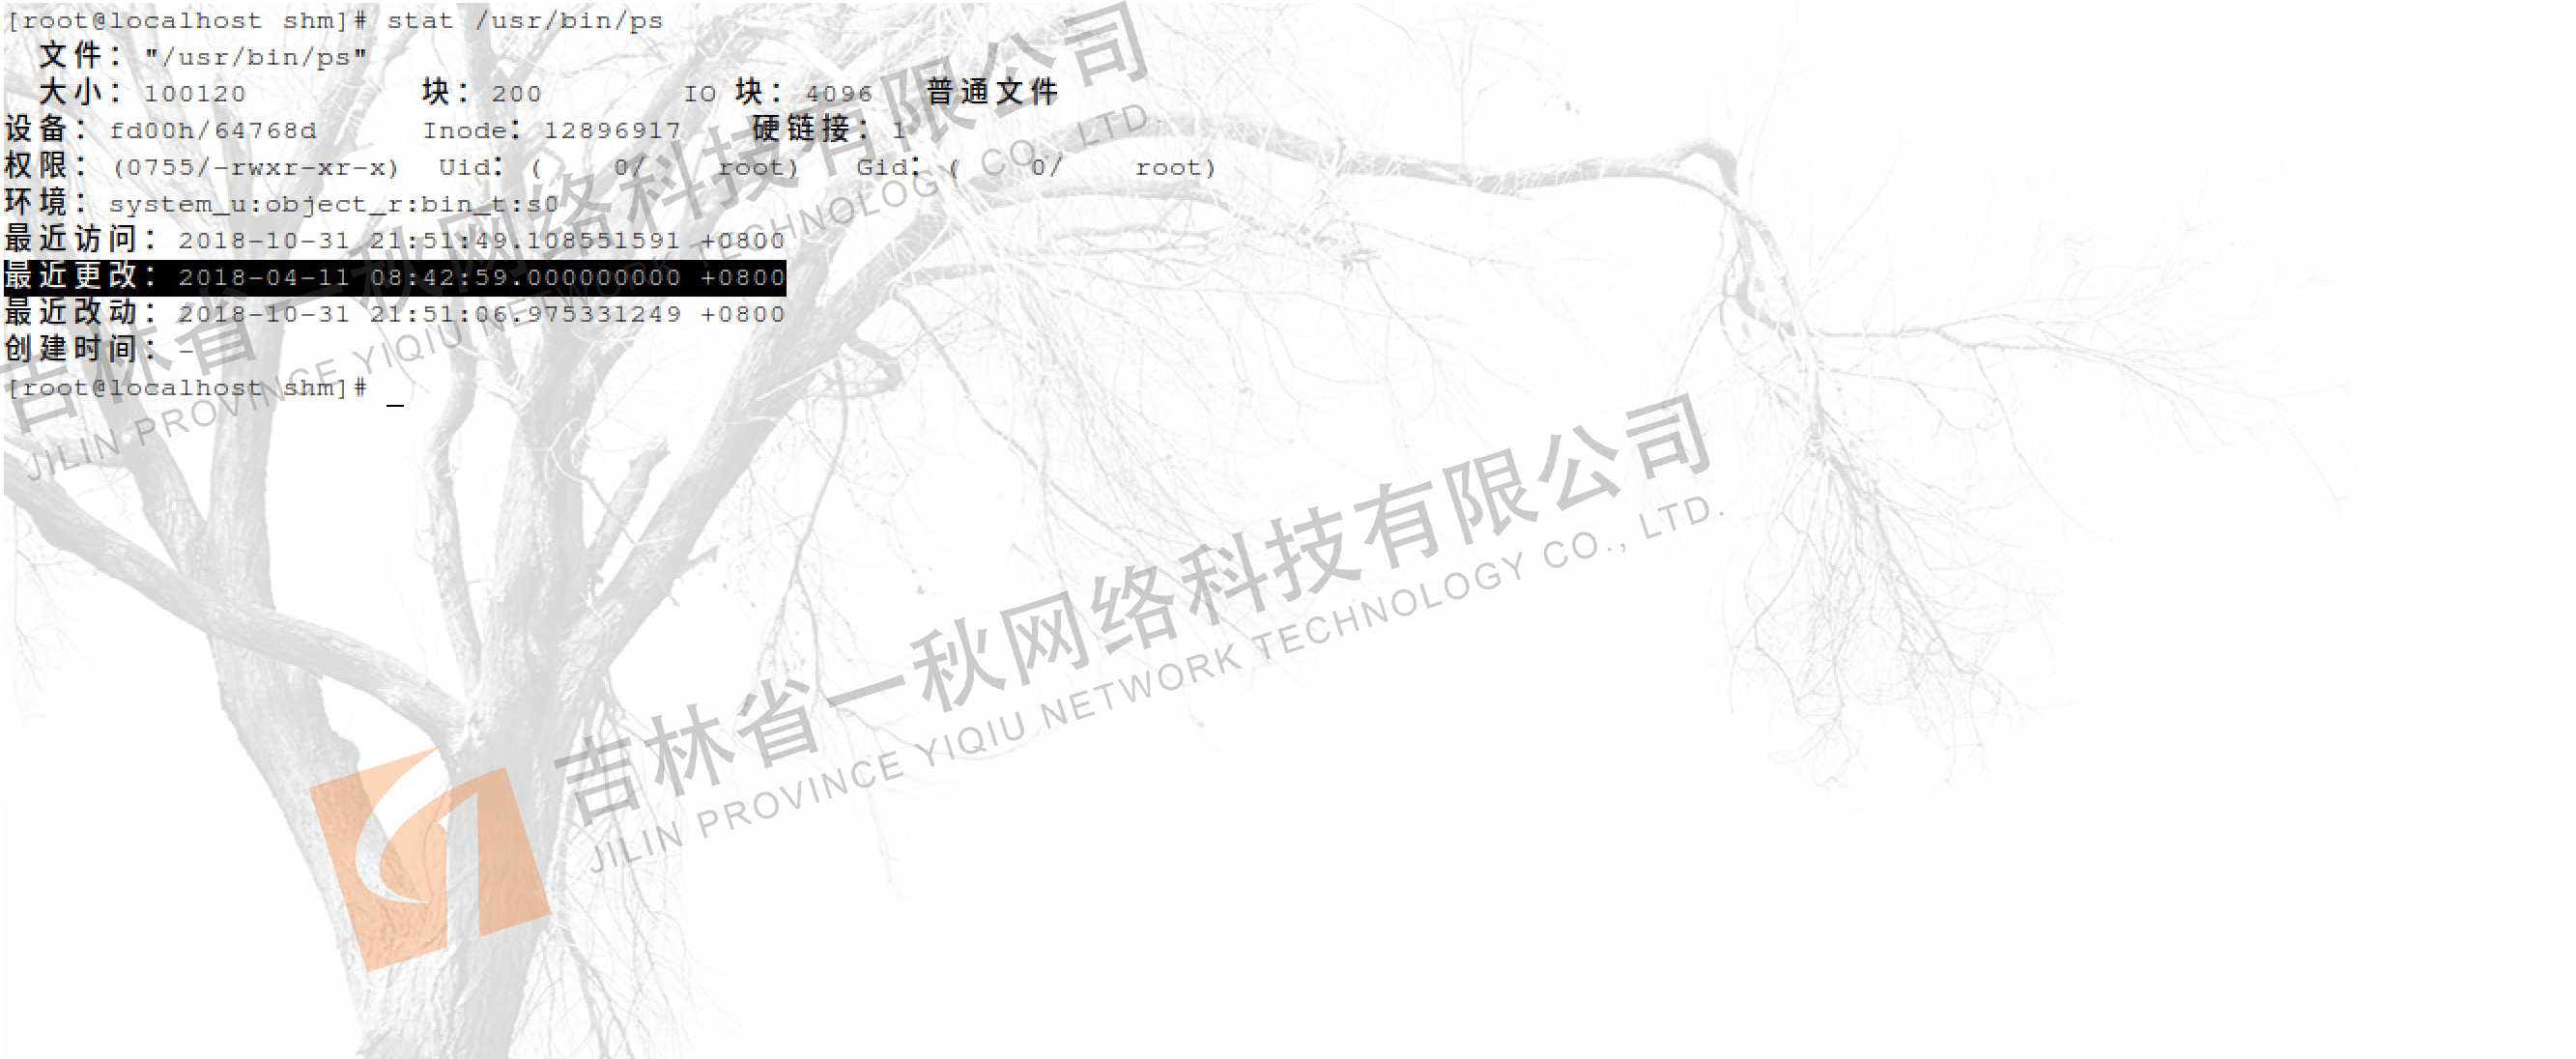 [root@localhost shm]# stat /usr/bin/ps
文件："/usr/bin/ps"
大小：100120 块：200 IO 块：4096 普通文件
设备：fd00h/64768d Inode：12896917 硬链接：1
权限：(0755/-rwxr-xr-x) Uid：( 0/ root) Gid：( 0/ root)
环境：system_u:object_r:bin_t:s0
最近访问：2018-10-31 21:51:49.108551591 +0800
最近更改：2018-04-11 08:42:59.000000000 +0800
最近改动：2018-10-31 21:51:06.975331249 +0800
创建时间：-
[root@localhost shm]# _
吉林省一秋网络科技有限公司
JILIN PROVINCE YIQIU NETWORK TECHNOLOGY CO., LTD.
吉林省一秋网络科技有限公司
JILIN PROVINCE YIQIU NETWORK TECHNOLOGY CO., LTD.